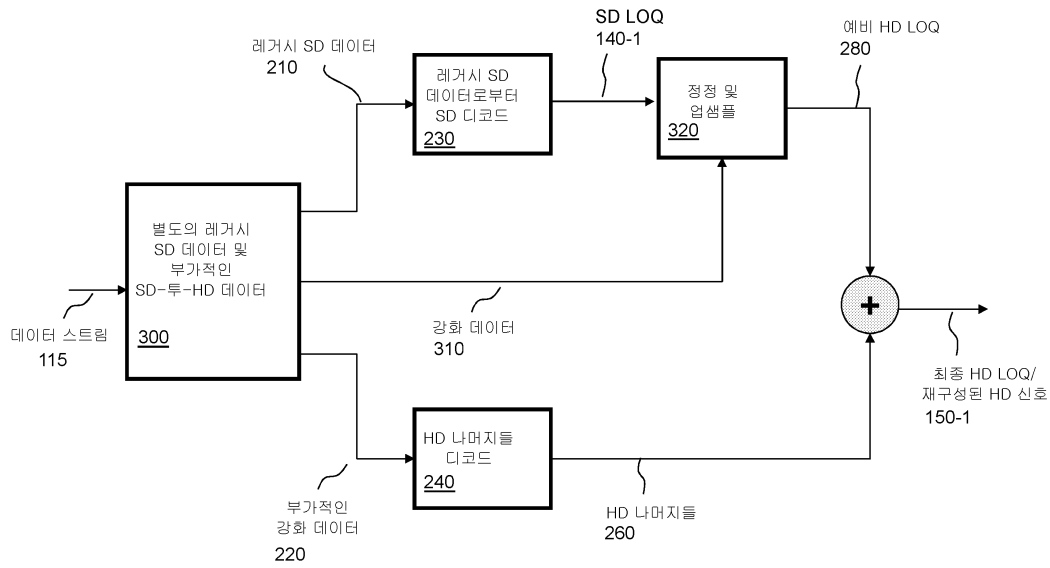 레거시 SD 데이터
210
SD LOQ
140-1
예비 HD LOQ
280
레거시 SD
데이터로부터
SD 디코드
230
정정 및
업샘플
320
별도의 레거시
SD 데이터 및
부가적인
SD-투-HD 데이터
300
데이터 스트림
115
강화 데이터
310
+
최종 HD LOQ/
재구성된 HD 신호
150-1
HD 나머지들
디코드
240
부가적인
강화 데이터
220
HD 나머지들
260